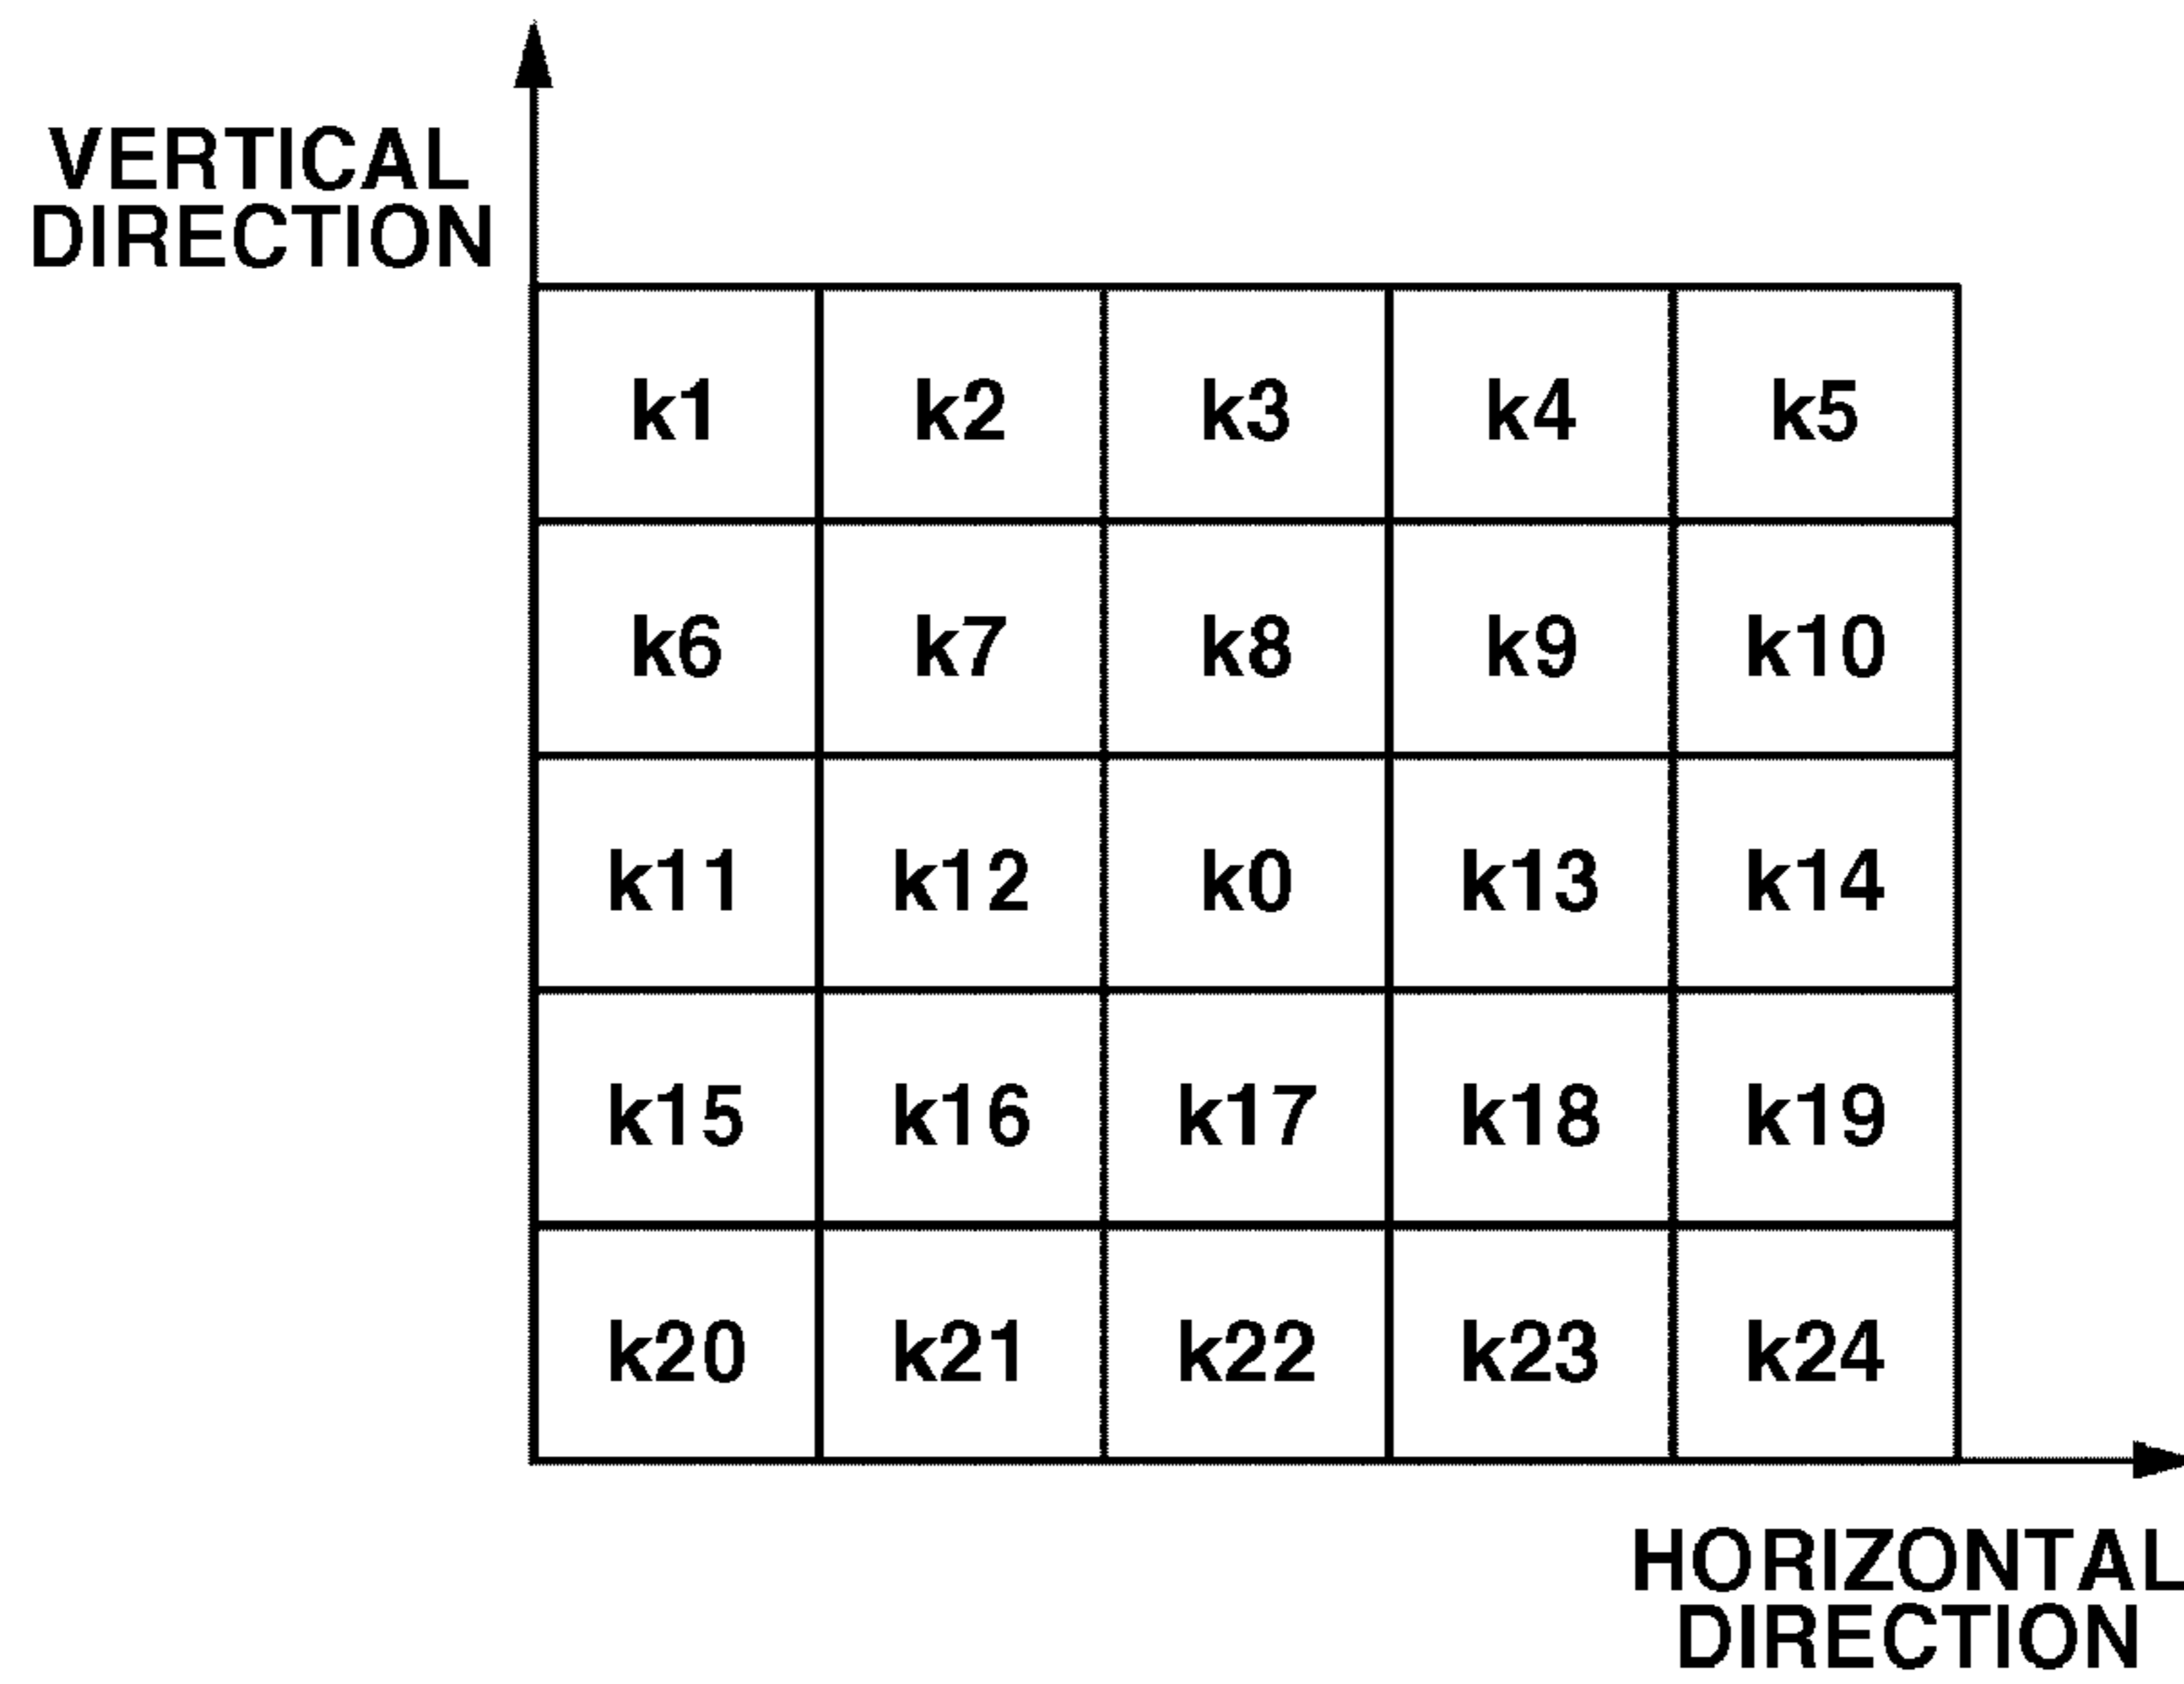 VERTICAL
DIRECTION
k1 k2 k3 k4 k5
k6 k7 k8 k9 k10
k11 k12 k0 k13 k14
k15 k16 k17 k18 k19
k20 k21 k22 k23 k24
HORIZONTAL
DIRECTION